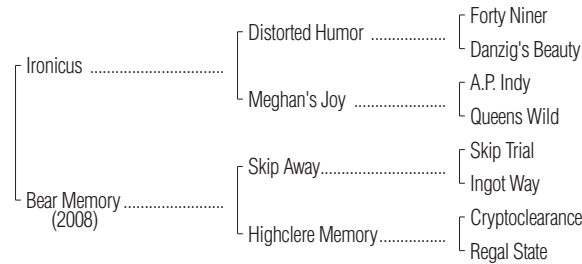 Forty Niner
Distorted Humor ..................
Danzig's Beauty
Ironicus ................................
A.P. Indy
Meghan's Joy ......................
Queens Wild
Skip Trial
Skip Away..............................
Ingot Way
Bear Memory........................
(2008)
Cryptoclearance
Highclere Memory................
Regal State